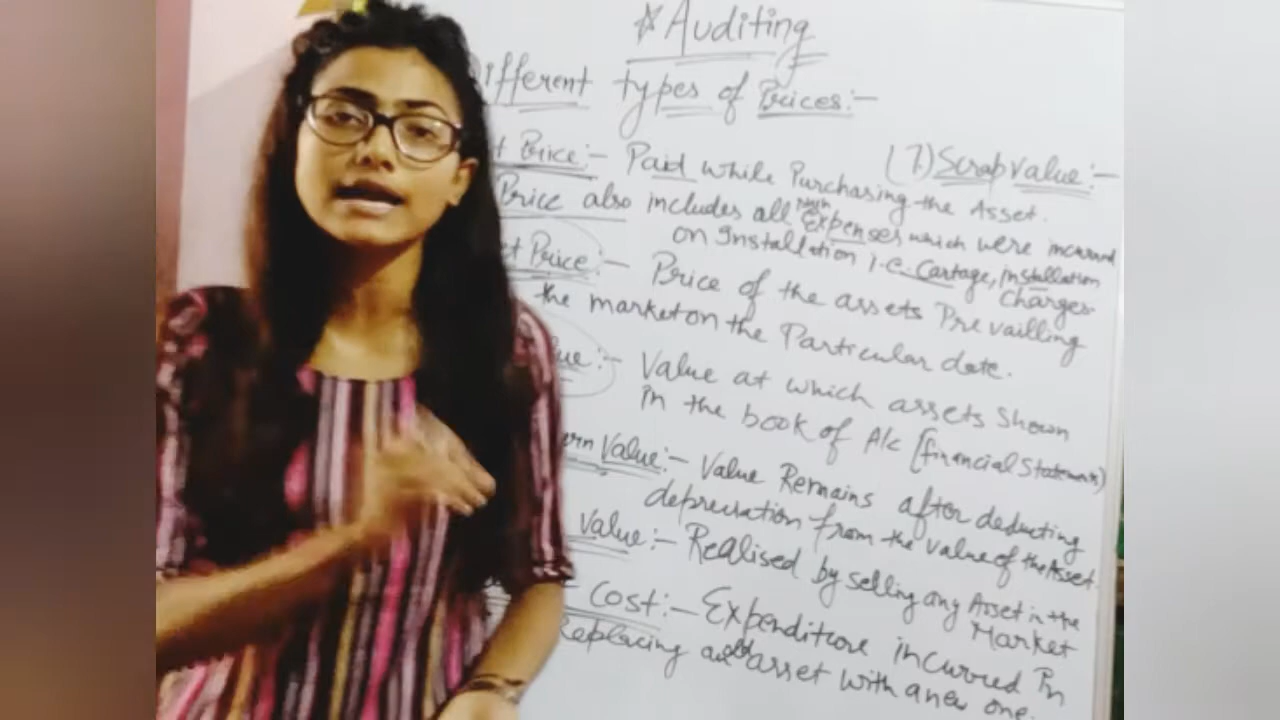 * Auditing
Different types of Prices:-
Price:- Paid while Purchasing the Asset.
(7) Scrap Value:-
Price also includes all such Expenses which were incurred
on Installation i.e. Cartage, installation
Charges.
Price:- Price of the assets Prevailling
the market on the Particular date.
Value at which assets shown
in the book of A/c [financial Statements)
Value:- Value Remains after deducting
depreciation from the value of the Asset.
Value:- Realised by selling any Asset in the
Market
Cost:- Expenditure incurred in
Replacing old asset with a new one.